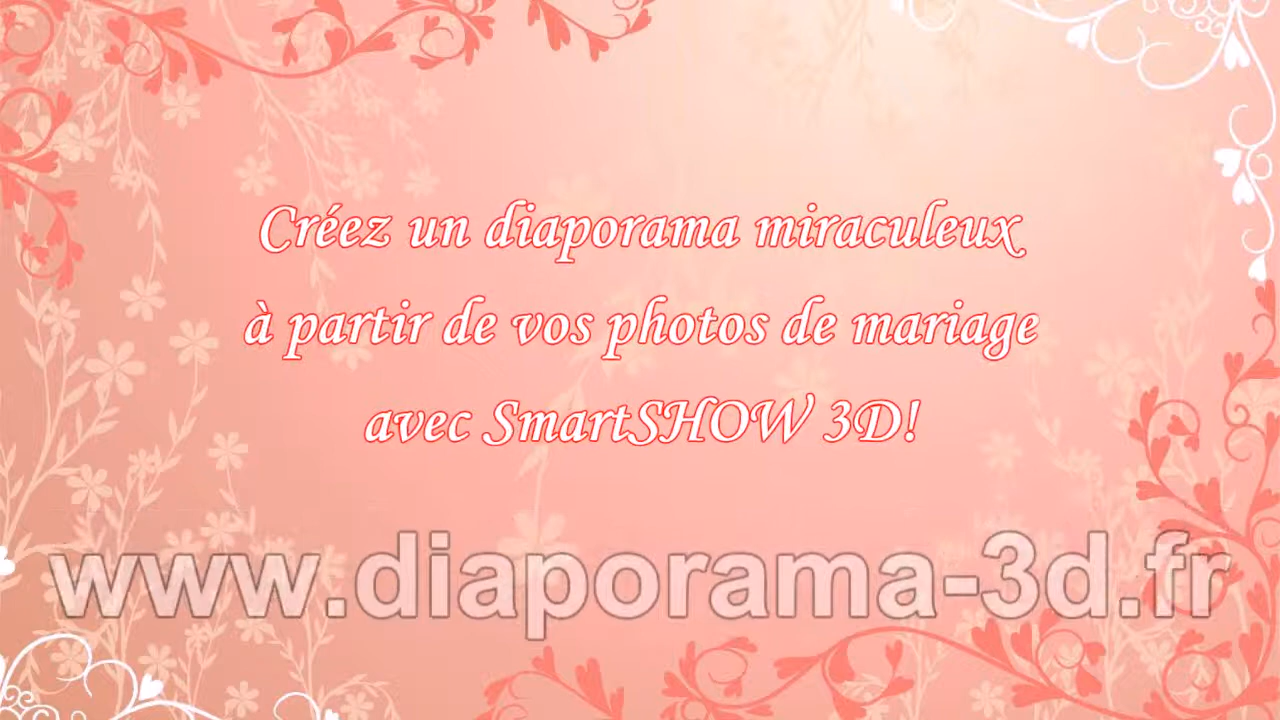 Créez un diaporama miraculeux
à partir de vos photos de mariage
avec SmartSHOW 3D!
www.diaporama-3d.fr